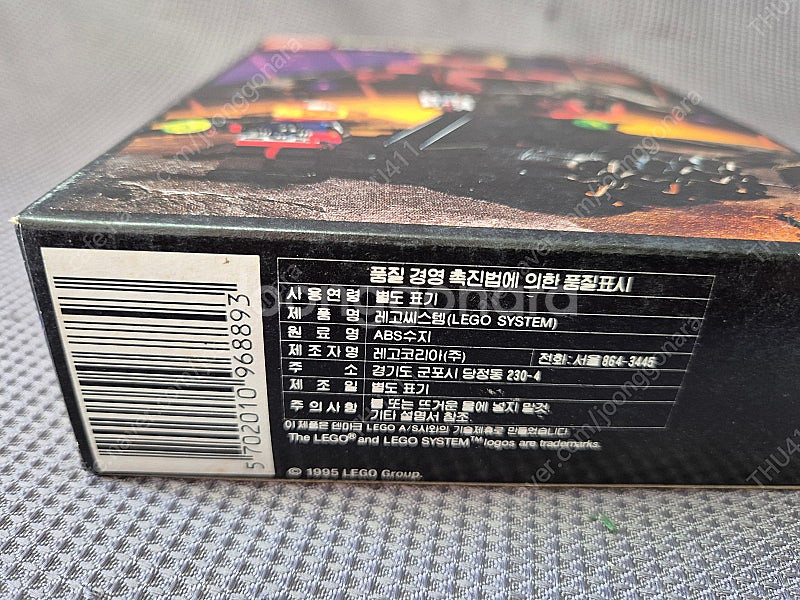 품질 경영 촉진법에 의한 품질표시
사용연령 별도 표기
제품명 레고씨스템(LEGO SYSTEM)
원료명 ABS수지
제조자명 레고코리아(주) 전화: 서울 864-3445
주소 경기도 군포시 당정동 230-4
제조일 별도 표기
주의사항 불 또는 뜨거운 물에 넣지 말것.
기타 설명서 참조.
이 제품은 덴마크 LEGO A/S사와의 기술제휴로 만들었습니다.
The LEGO® and LEGO SYSTEM™ logos are trademarks.
© 1995 LEGO Group.
5702010968893
joonggonara